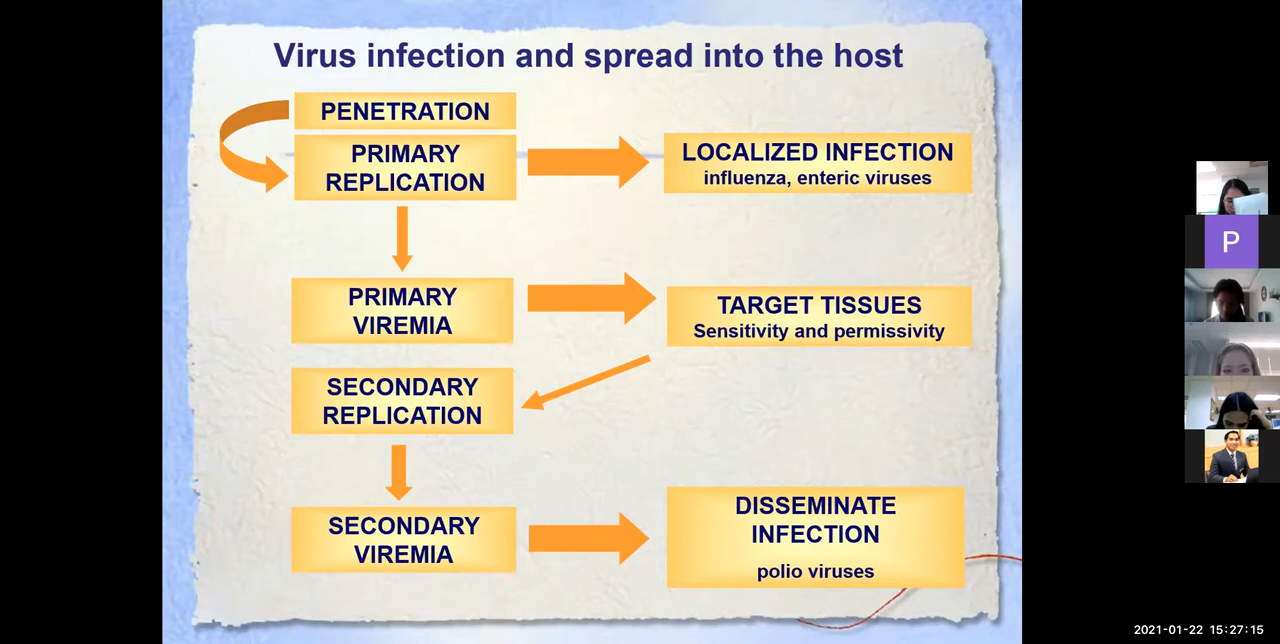 Virus infection and spread into the host
PENETRATION
PRIMARY
REPLICATION
LOCALIZED INFECTION
influenza, enteric viruses
PRIMARY
VIREMIA
TARGET TISSUES
Sensitivity and permissivity
SECONDARY
REPLICATION
SECONDARY
VIREMIA
DISSEMINATE
INFECTION
polio viruses
P
2021-01-22 15:27:15